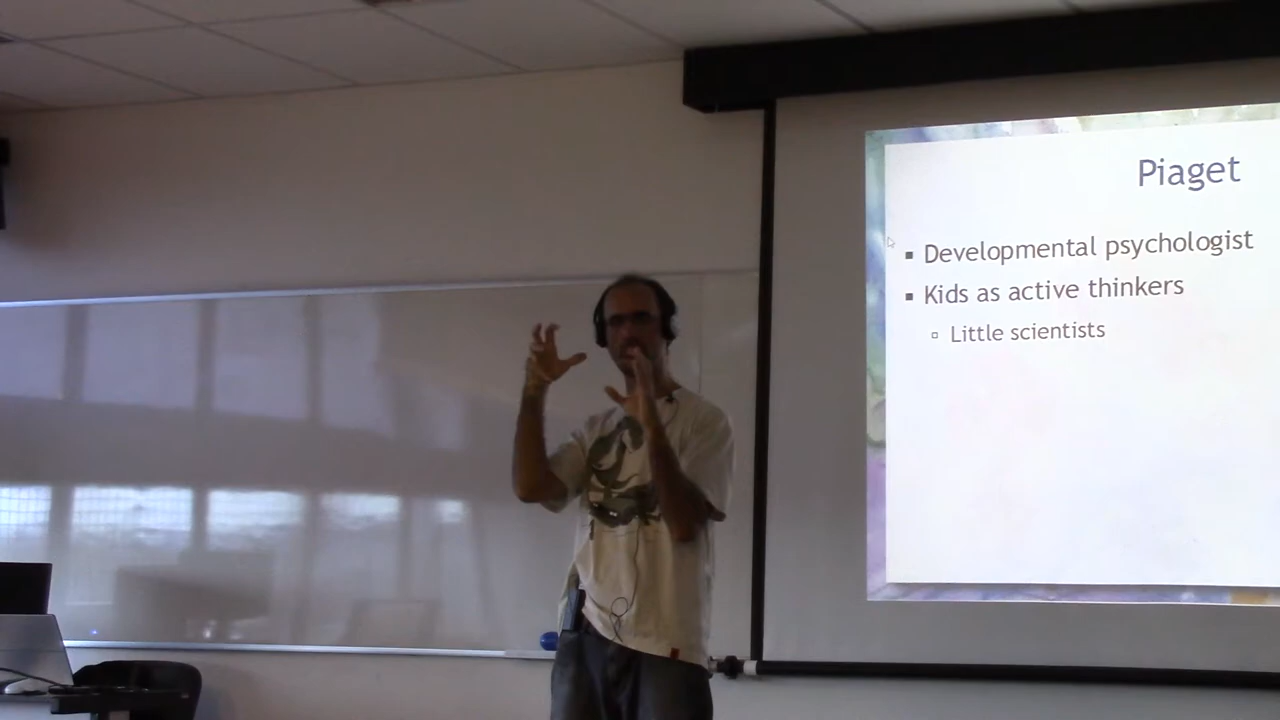 Piaget
Developmental psychologist
Kids as active thinkers
Little scientists